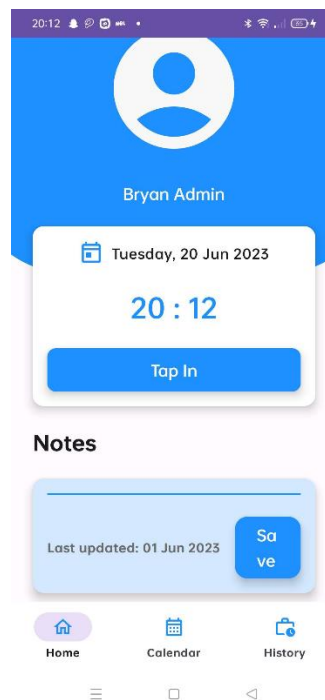 20:12
85
Bryan Admin
Tuesday, 20 Jun 2023
20 : 12
Tap In
Notes
Last updated: 01 Jun 2023
Sa
ve
Home
Calendar
History